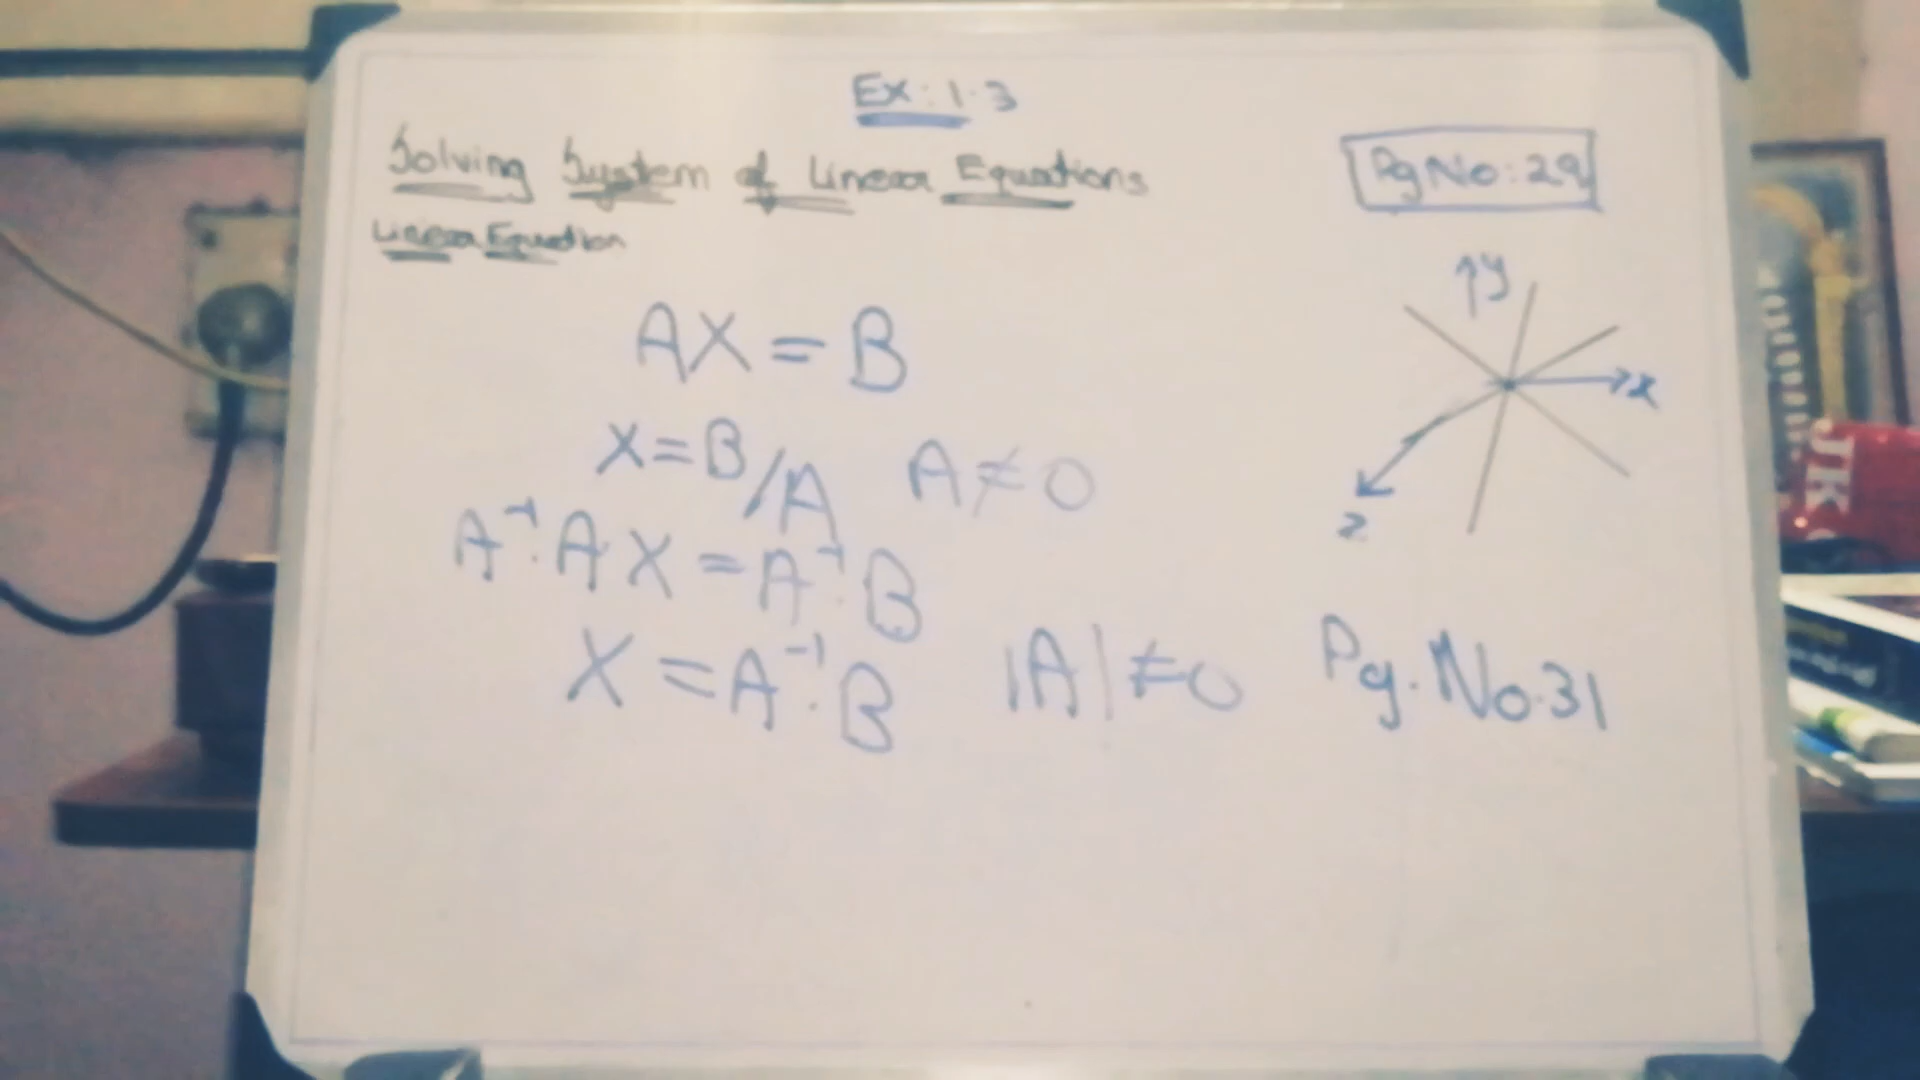 Ex: 1.3
Solving System of Linear Equations
Pg No: 29
Linear Equation
AX = B
X = B/A A ≠ 0
A⁻¹.A X = A⁻¹.B
X = A⁻¹.B |A| ≠ 0
Pg. No. 31
y
x
z
JK